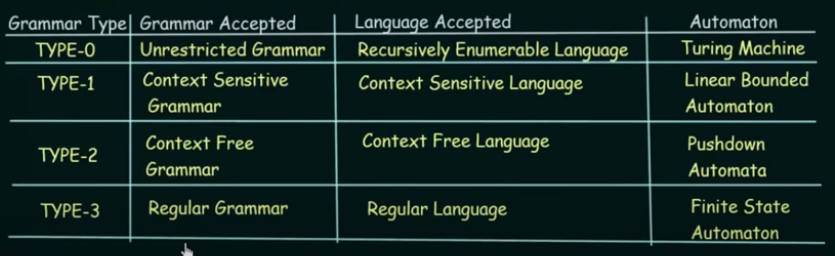 Grammar Type Grammar Accepted Language Accepted Automaton
TYPE-0 Unrestricted Grammar Recursively Enumerable Language Turing Machine
TYPE-1 Context Sensitive Grammar Context Sensitive Language Linear Bounded Automaton
TYPE-2 Context Free Grammar Context Free Language Pushdown Automata
TYPE-3 Regular Grammar Regular Language Finite State Automaton